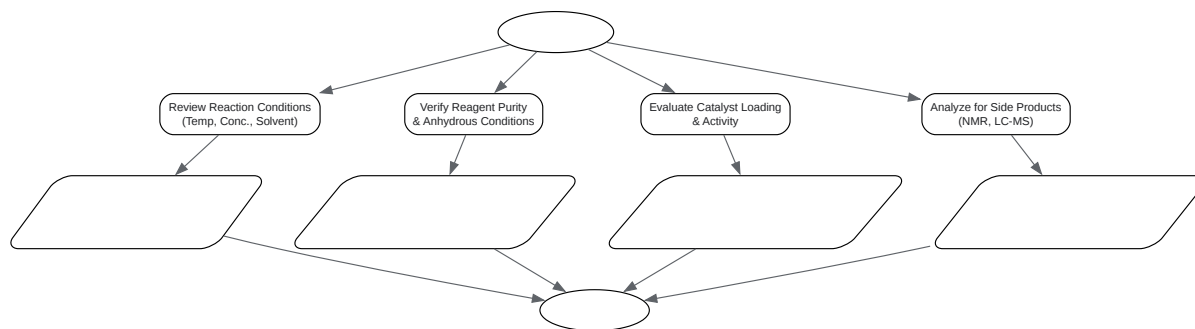 Review Reaction Conditions
(Temp, Conc., Solvent)
Verify Reagent Purity
& Anhydrous Conditions
Evaluate Catalyst Loading
& Activity
Analyze for Side Products
(NMR, LC-MS)